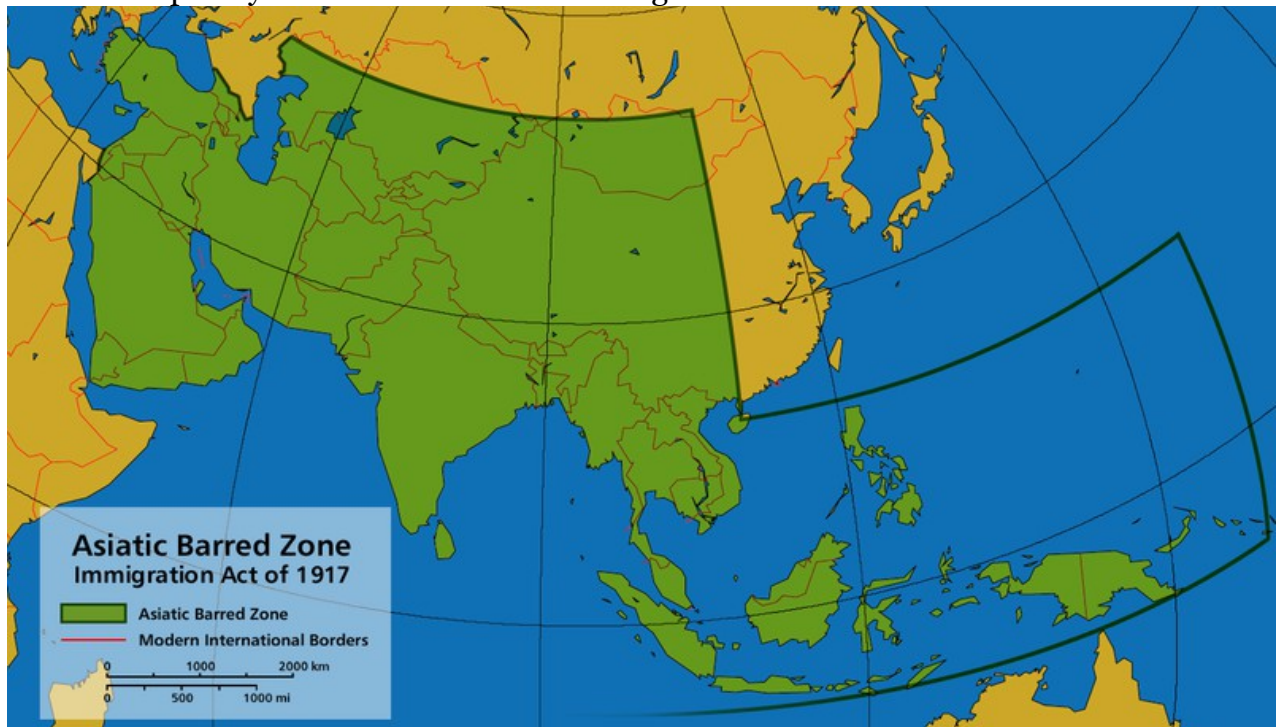 Asiatic Barred Zone
Immigration Act of 1917
Asiatic Barred Zone
Modern International Borders
0 1000 2000 km
0 500 1000 mi